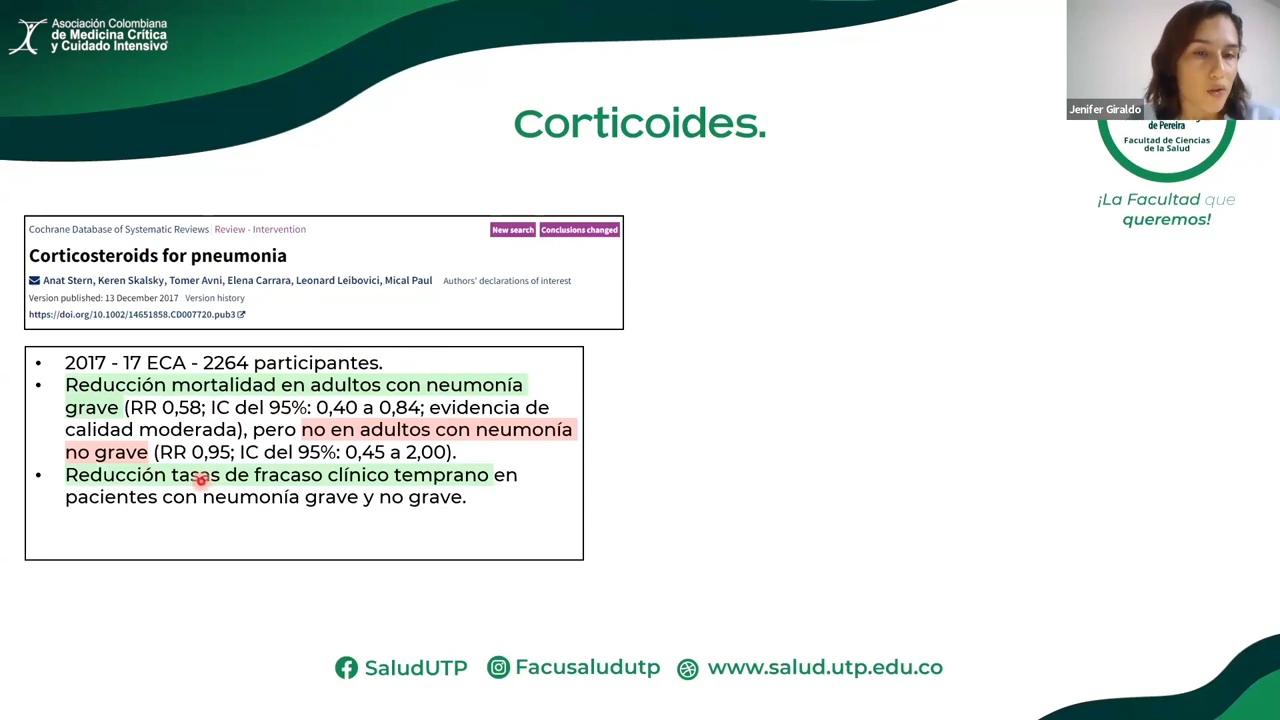 Asociación Colombiana
de Medicina Crítica
y Cuidado Intensivo
Jenifer Giraldo
Corticoides.
de Pereira
Facultad de Ciencias
de la Salud
¡La Facultad que
queremos!
Cochrane Database of Systematic Reviews Review - Intervention
New search Conclusions changed
Corticosteroids for pneumonia
Anat Stern, Keren Skalsky, Tomer Avni, Elena Carrara, Leonard Leibovici, Mical Paul Authors' declarations of interest
Version published: 13 December 2017 Version history
https://doi.org/10.1002/14651858.CD007720.pub3
• 2017 - 17 ECA - 2264 participantes.
• Reducción mortalidad en adultos con neumonía
grave (RR 0,58; IC del 95%: 0,40 a 0,84; evidencia de
calidad moderada), pero no en adultos con neumonía
no grave (RR 0,95; IC del 95%: 0,45 a 2,00).
• Reducción tasas de fracaso clínico temprano en
pacientes con neumonía grave y no grave.
SaludUTP Facusaludutp www.salud.utp.edu.co